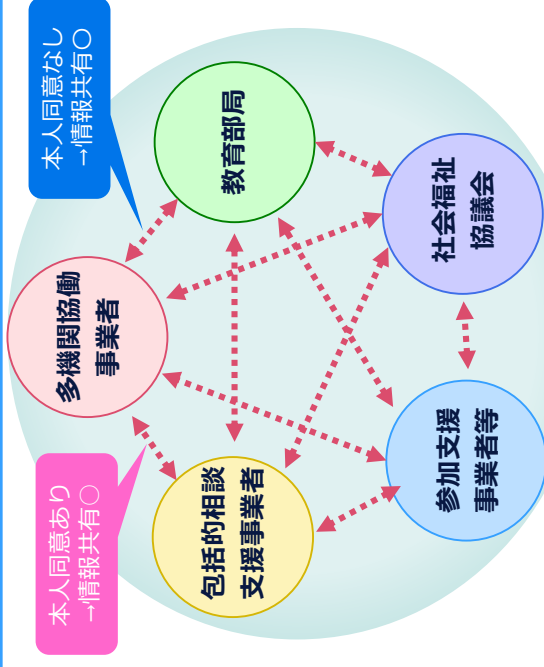 本人同意あり
→情報共有○
本人同意なし
→情報共有○
多機関協働
事業者
包括的相談
支援事業者
教育部局
参加支援
事業者等
社会福祉
協議会